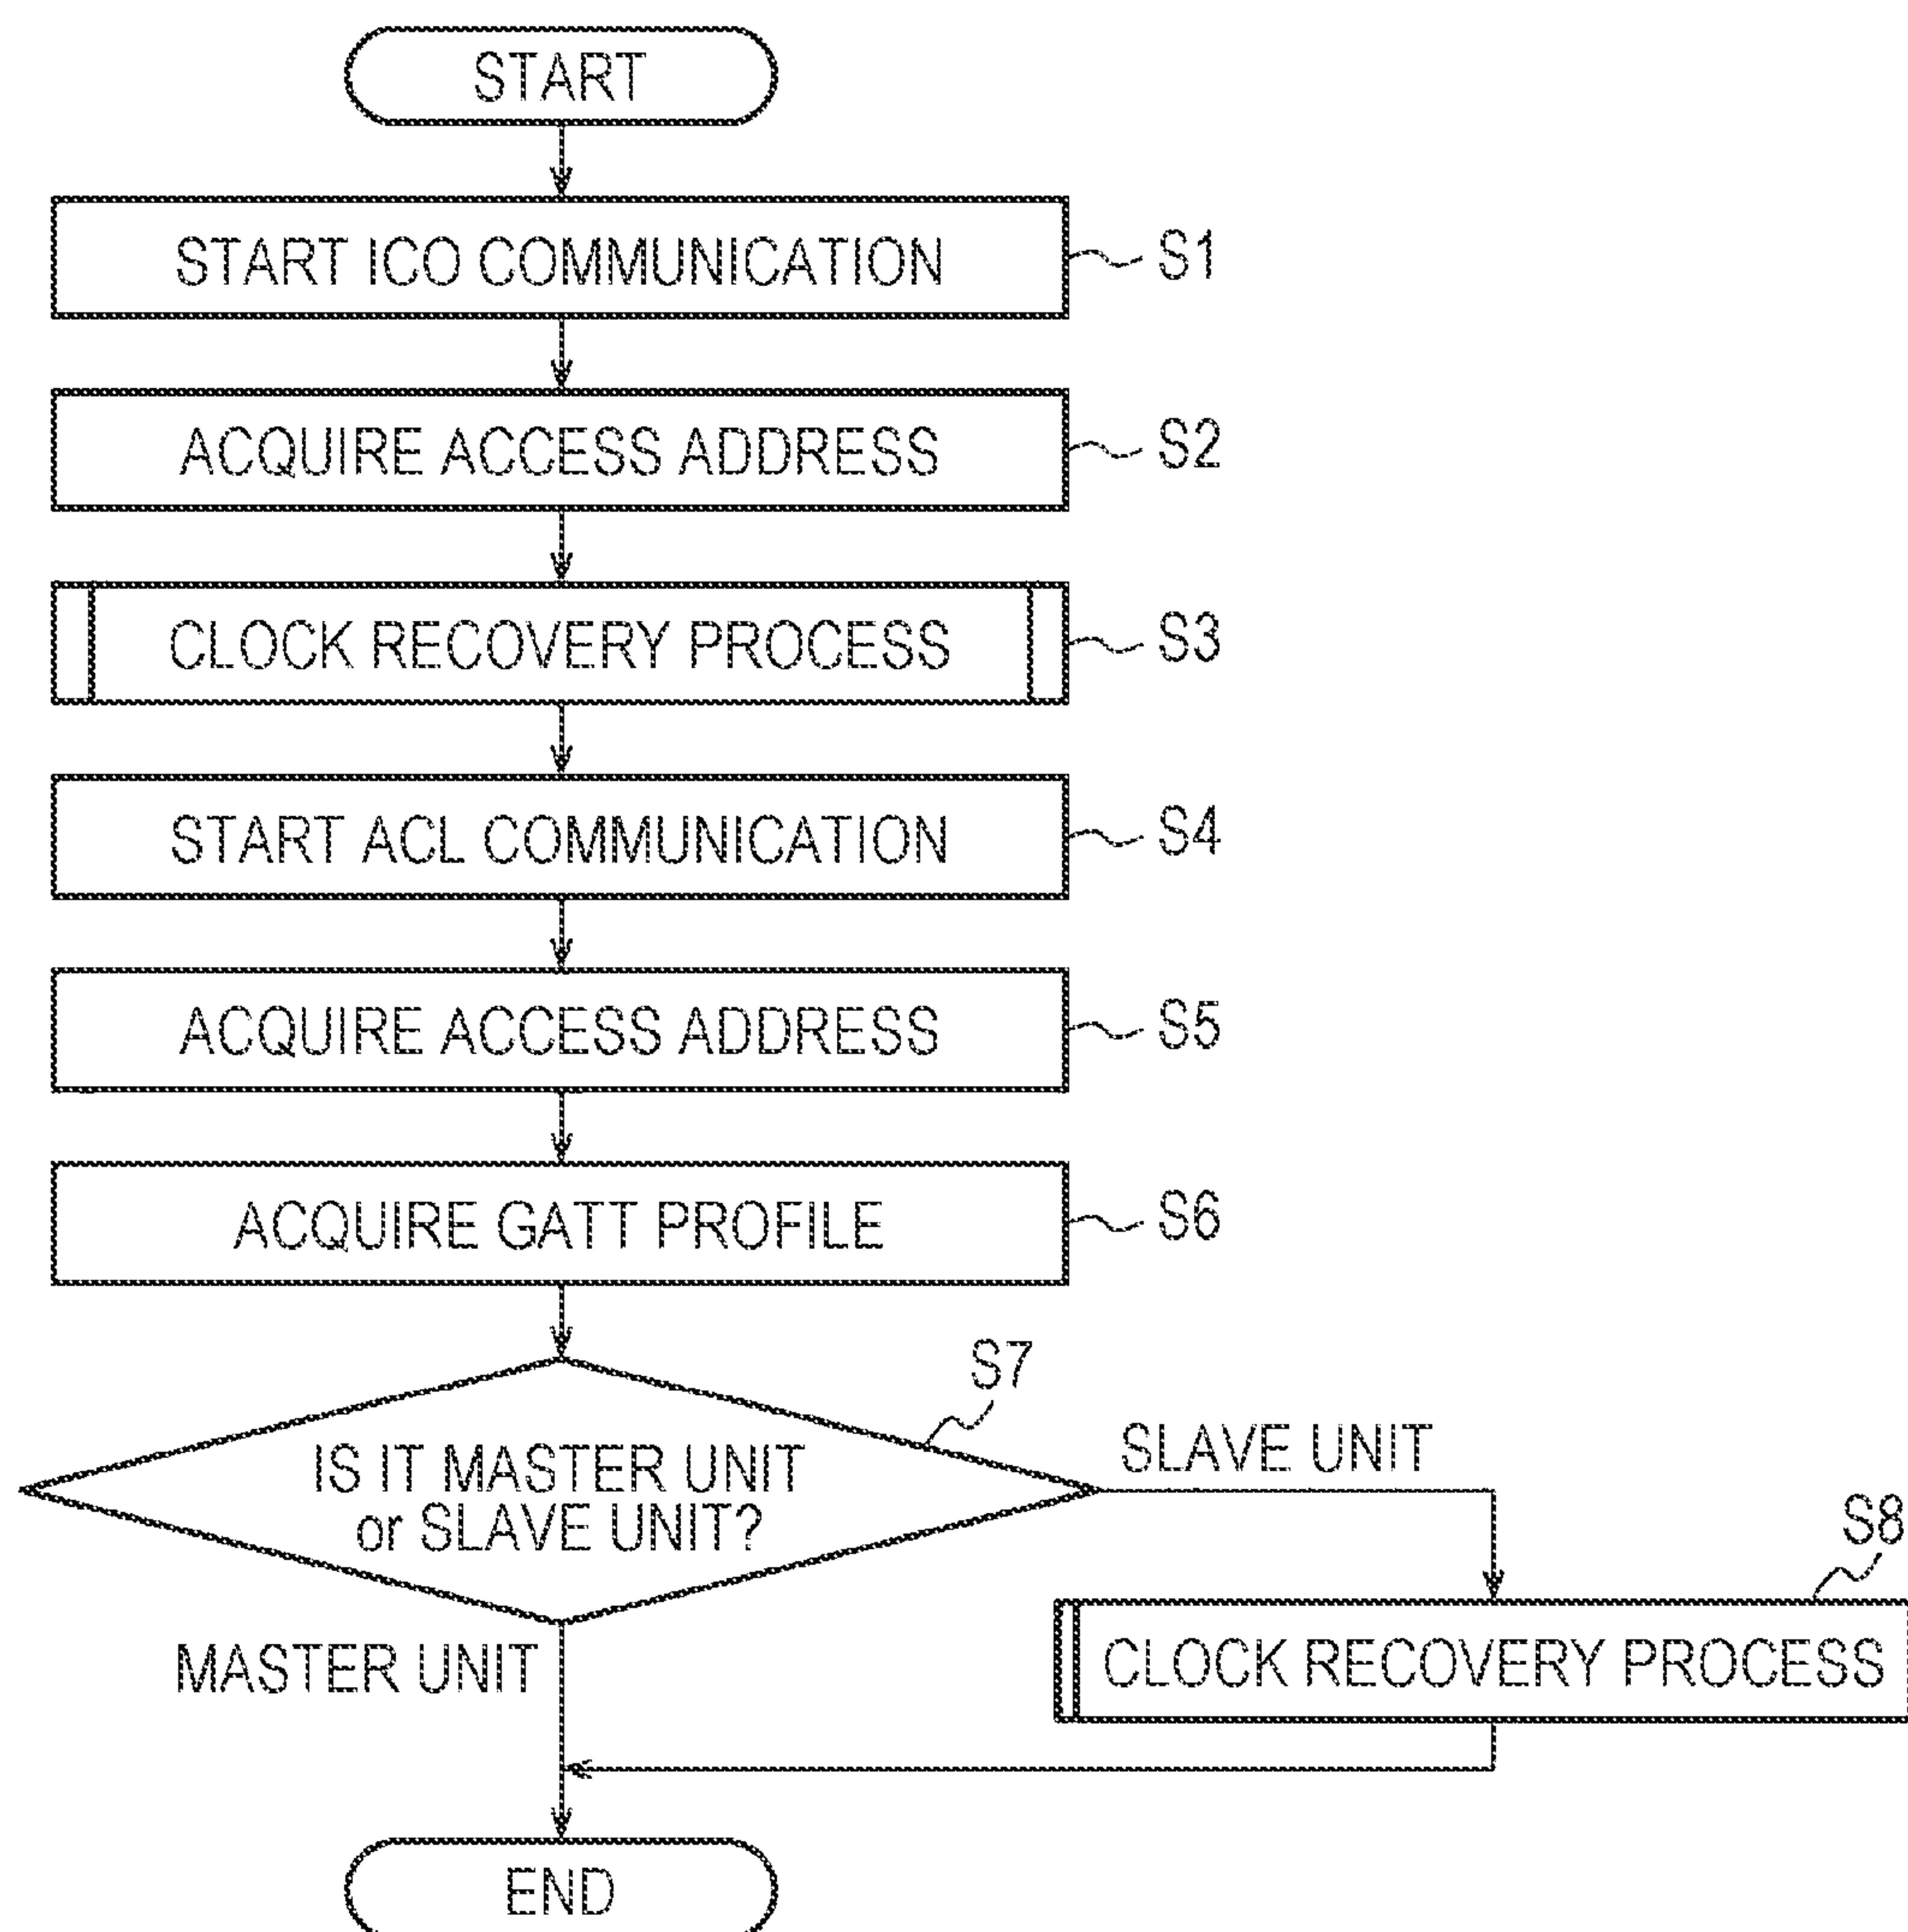 START
START ICO COMMUNICATION
S1
ACQUIRE ACCESS ADDRESS
S2
CLOCK RECOVERY PROCESS
S3
START ACL COMMUNICATION
S4
ACQUIRE ACCESS ADDRESS
S5
ACQUIRE GATT PROFILE
S6
S7
IS IT MASTER UNIT
or SLAVE UNIT?
SLAVE UNIT
S8
CLOCK RECOVERY PROCESS
MASTER UNIT
END